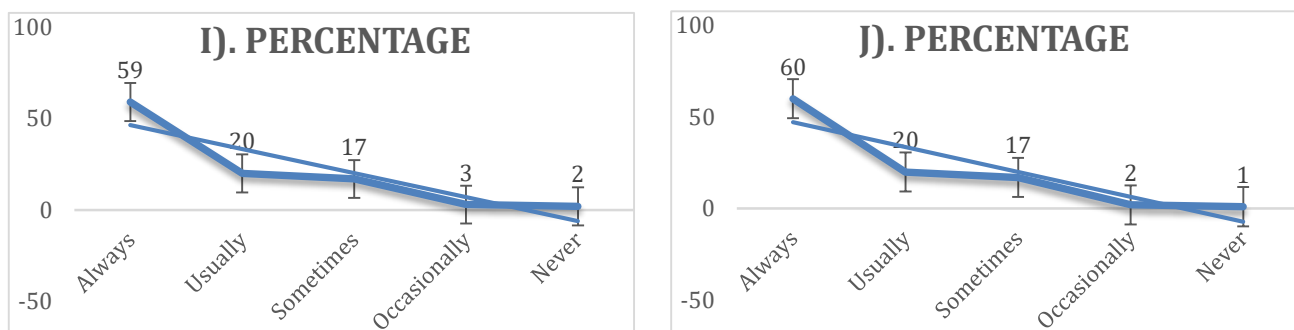 I). PERCENTAGE
100
50
0
-50
59
20
17
3
2
Always
Usually
Sometimes
Occasionally
Never
J). PERCENTAGE
100
50
0
-50
60
20
17
2
1
Always
Usually
Sometimes
Occasionally
Never